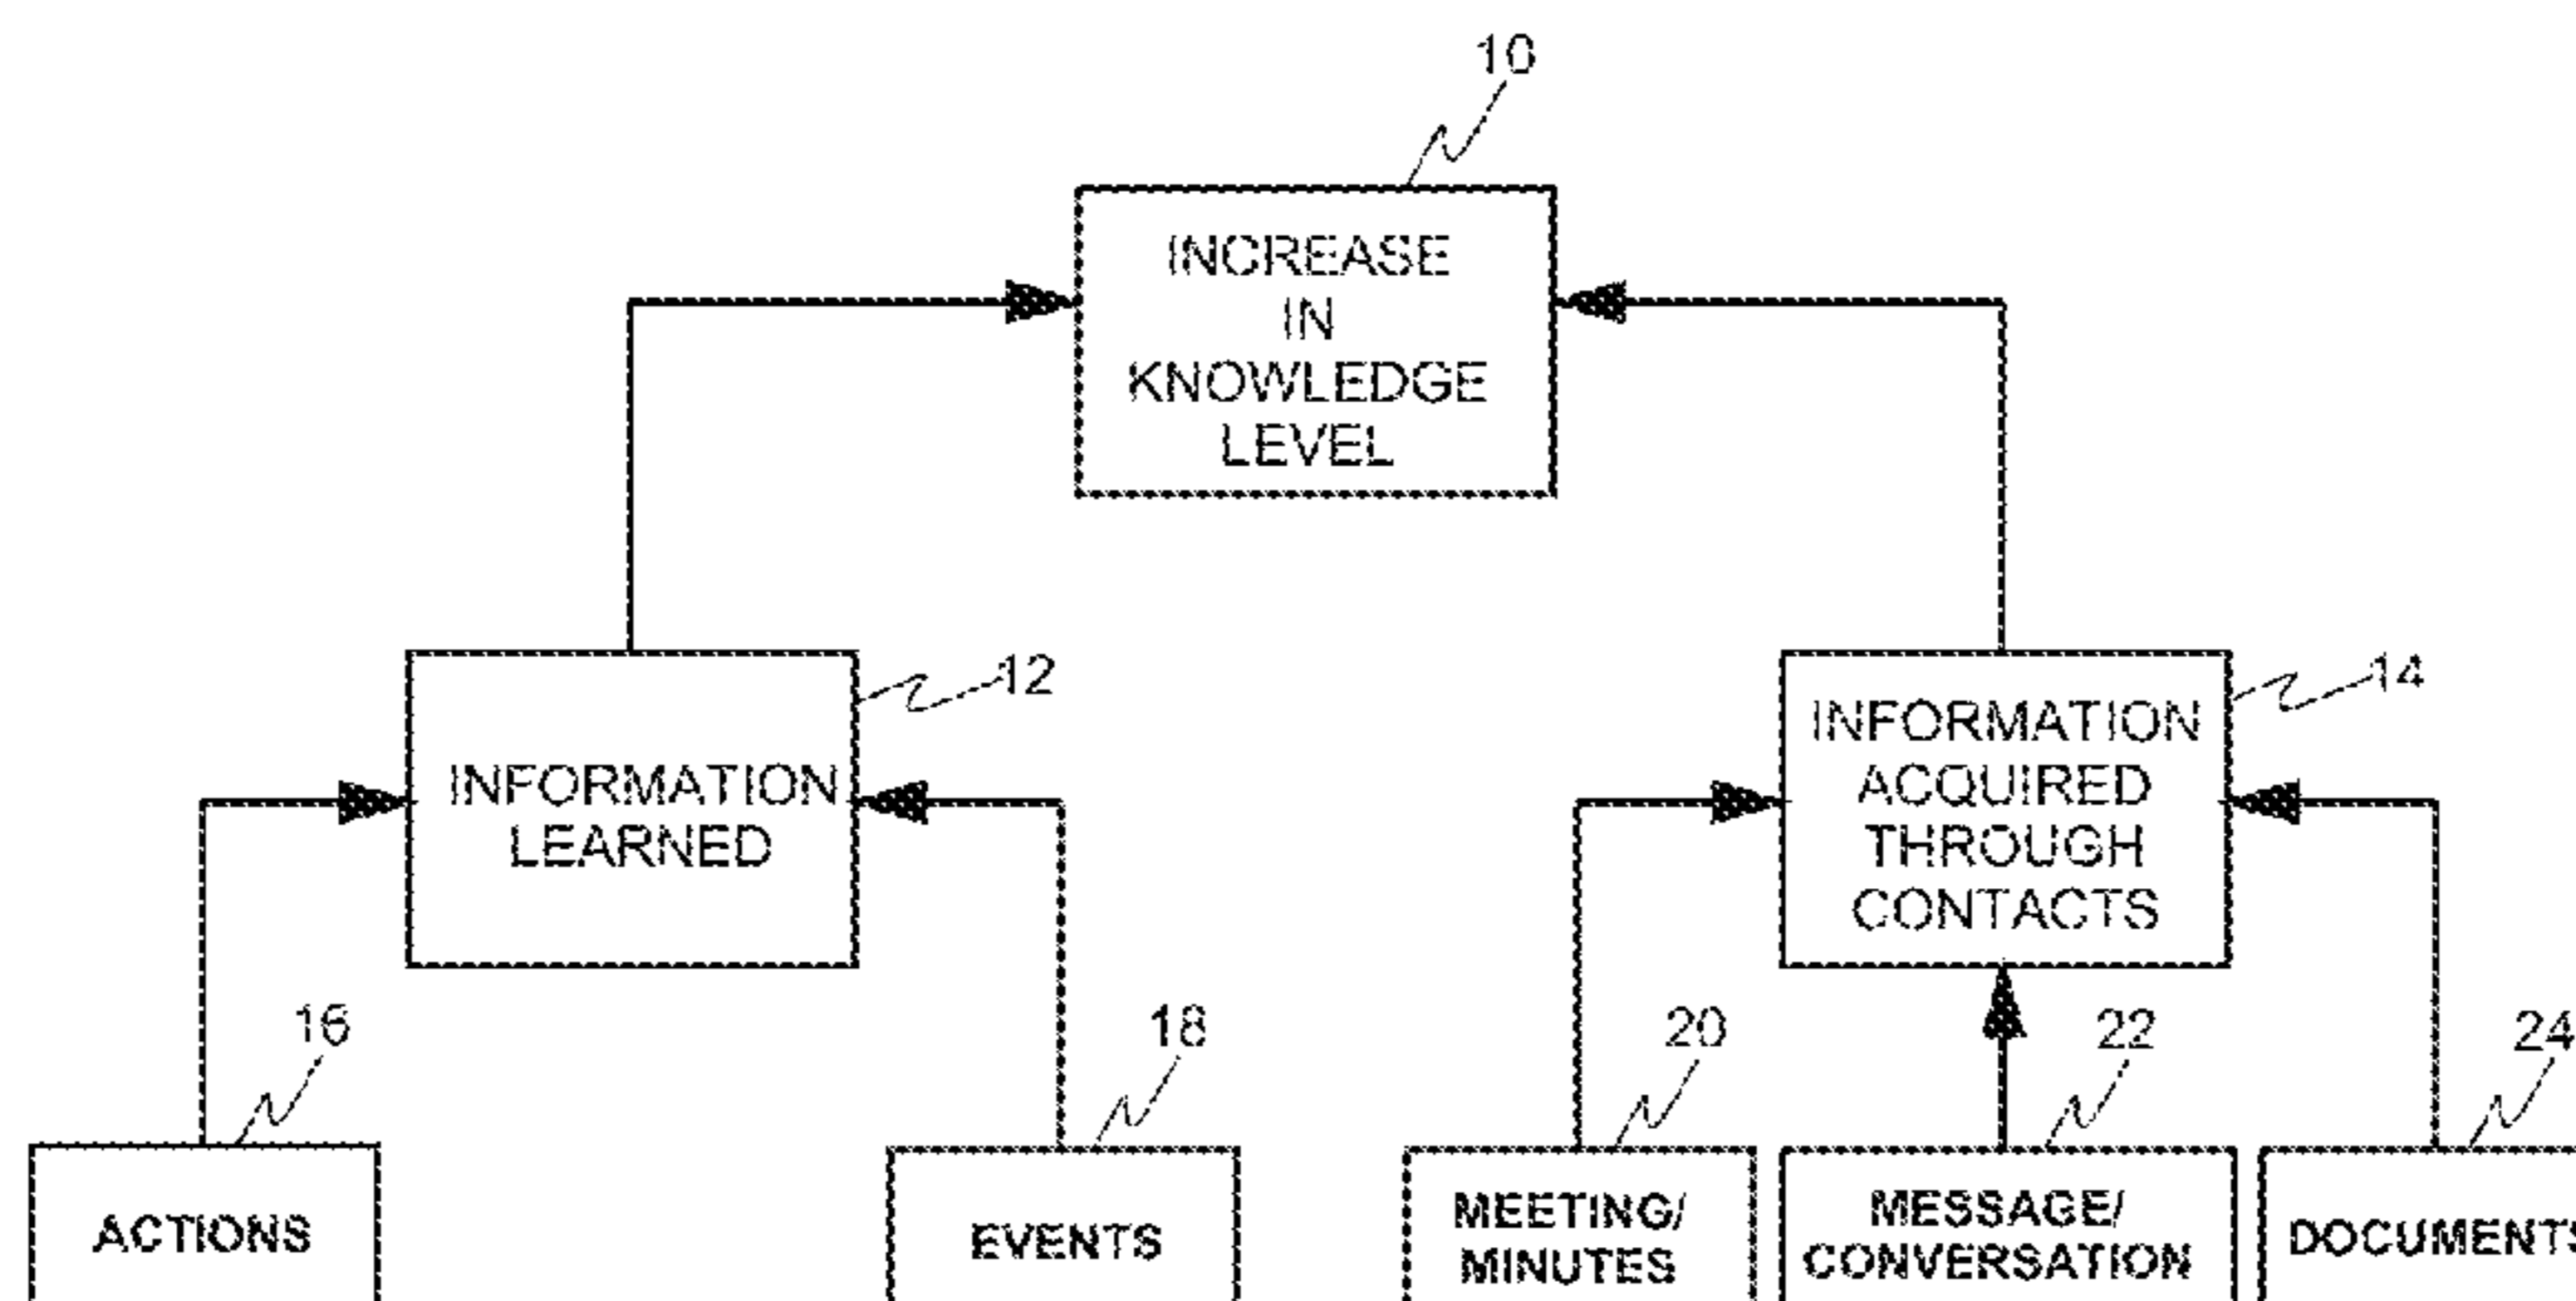 10
INCREASE
IN
KNOWLEDGE
LEVEL
12
INFORMATION
LEARNED
14
INFORMATION
ACQUIRED
THROUGH
CONTACTS
16
18
20
22
24
ACTIONS
EVENTS
MEETING/
MINUTES
MESSAGE/
CONVERSATION
DOCUMENTS